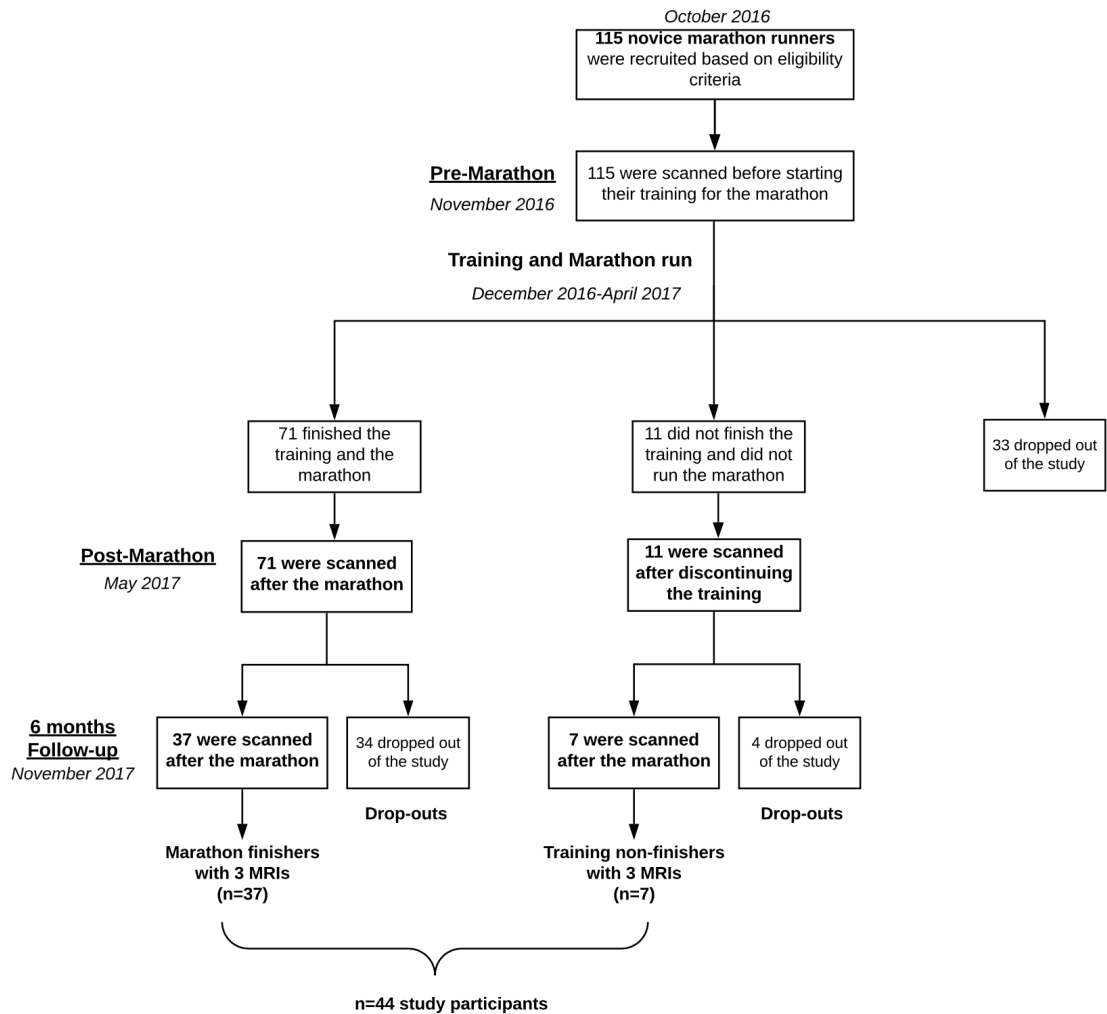 October 2016
115 novice marathon runners
were recruited based on eligibility
criteria
Pre-Marathon
November 2016
115 were scanned before starting
their training for the marathon
Training and Marathon run
December 2016-April 2017
71 finished the
training and the
marathon
11 did not finish the
training and did not
run the marathon
33 dropped out
of the study
Post-Marathon
May 2017
71 were scanned
after the marathon
11 were scanned
after discontinuing
the training
6 months
Follow-up
November 2017
37 were scanned
after the marathon
34 dropped out
of the study
Drop-outs
7 were scanned
after the marathon
4 dropped out
of the study
Drop-outs
Marathon finishers
with 3 MRIs
(n=37)
Training non-finishers
with 3 MRIs
(n=7)
n=44 study participants